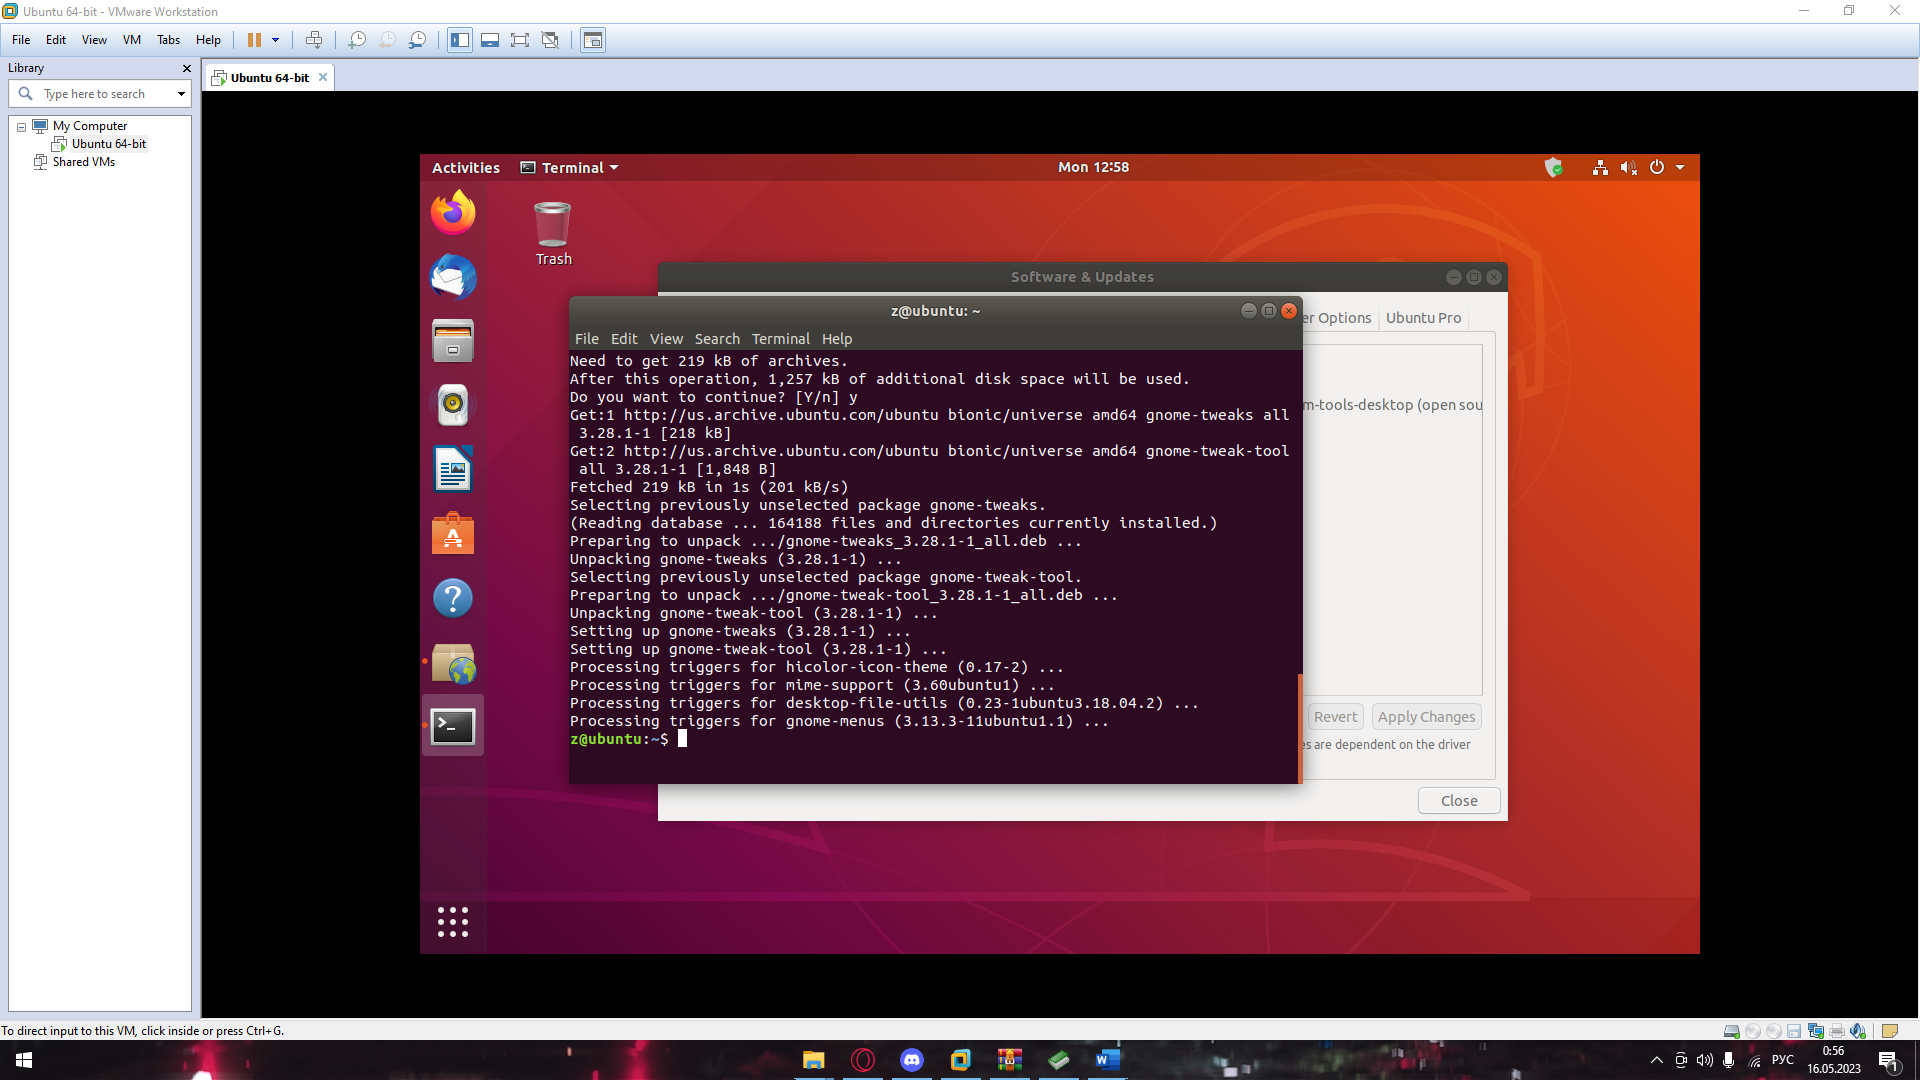 Ubuntu 64-bit - VMware Workstation
File Edit View VM Tabs Help
Library
Ubuntu 64-bit
Type here to search
My Computer
Ubuntu 64-bit
Shared VMs
Activities Terminal Mon 12:58
Trash
Software & Updates
z@ubuntu: ~
er Options Ubuntu Pro
File Edit View Search Terminal Help
Need to get 219 kB of archives.
After this operation, 1,257 kB of additional disk space will be used.
Do you want to continue? [Y/n] y
m-tools-desktop (open sou
Get:1 http://us.archive.ubuntu.com/ubuntu bionic/universe amd64 gnome-tweaks all
3.28.1-1 [218 kB]
Get:2 http://us.archive.ubuntu.com/ubuntu bionic/universe amd64 gnome-tweak-tool
all 3.28.1-1 [1,848 B]
Fetched 219 kB in 1s (201 kB/s)
Selecting previously unselected package gnome-tweaks.
(Reading database ... 164188 files and directories currently installed.)
Preparing to unpack .../gnome-tweaks_3.28.1-1_all.deb ...
Unpacking gnome-tweaks (3.28.1-1) ...
Selecting previously unselected package gnome-tweak-tool.
Preparing to unpack .../gnome-tweak-tool_3.28.1-1_all.deb ...
Unpacking gnome-tweak-tool (3.28.1-1) ...
Setting up gnome-tweaks (3.28.1-1) ...
Setting up gnome-tweak-tool (3.28.1-1) ...
Processing triggers for hicolor-icon-theme (0.17-2) ...
Processing triggers for mime-support (3.60ubuntu1) ...
Processing triggers for desktop-file-utils (0.23-1ubuntu3.18.04.2) ...
Processing triggers for gnome-menus (3.13.3-11ubuntu1.1) ...
z@ubuntu:~$
Revert Apply Changes
es are dependent on the driver
Close
To direct input to this VM, click inside or press Ctrl+G.
РУС
0:56
16.05.2023
1